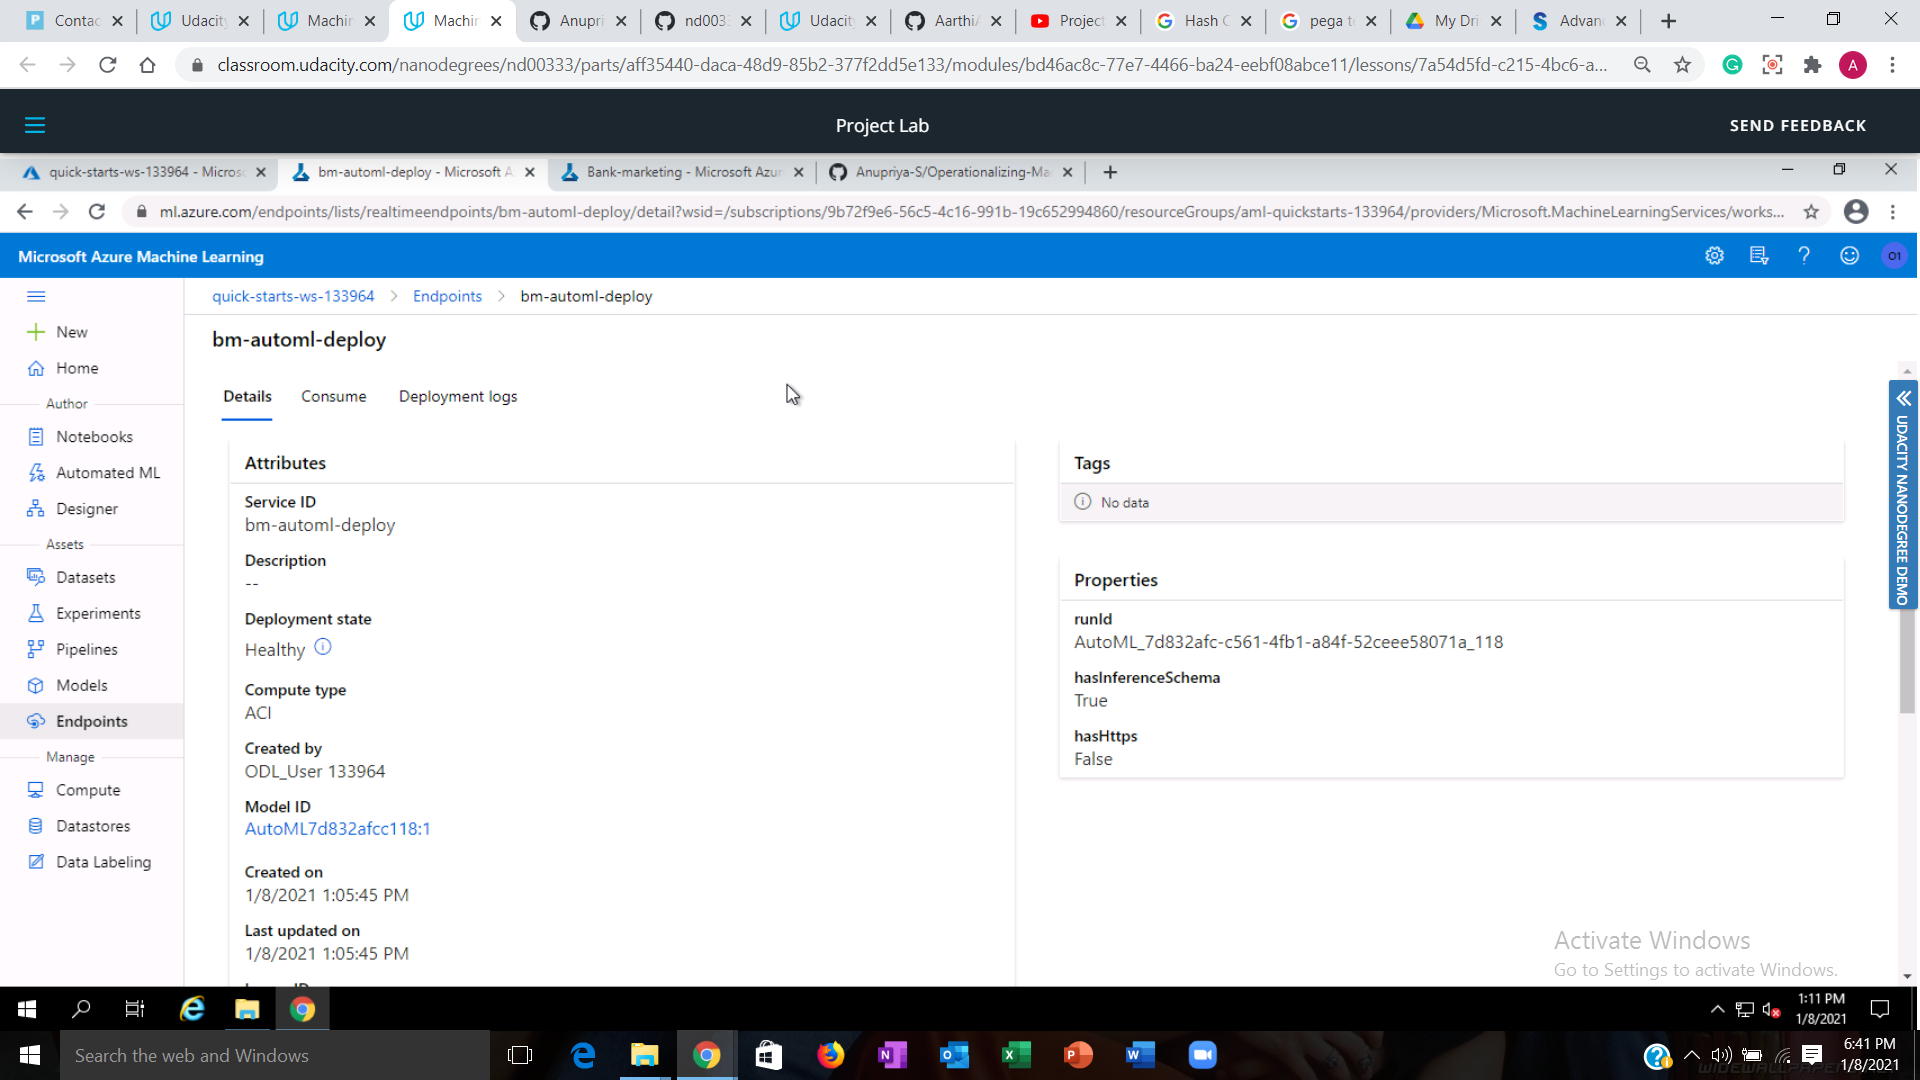 Contac
Udacity
Machin
Machin
Anupri
nd0033
Udacity
AarthiA
Project
Hash C
pega t
My Dri
Advan
classroom.udacity.com/nanodegrees/nd00333/parts/aff35440-daca-48d9-85b2-377f2dd5e133/modules/bd46ac8c-77e7-4466-ba24-eebf08abce11/lessons/7a54d5fd-c215-4bc6-a...
A
Project Lab
SEND FEEDBACK
quick-starts-ws-133964 - Micros
bm-automl-deploy - Microsoft A
Bank-marketing - Microsoft Azur
Anupriya-S/Operationalizing-Ma
ml.azure.com/endpoints/lists/realtimeendpoints/bm-automl-deploy/detail?wsid=/subscriptions/9b72f9e6-56c5-4c16-991b-19c652994860/resourceGroups/aml-quickstarts-133964/providers/Microsoft.MachineLearningServices/works...
Microsoft Azure Machine Learning
O1
quick-starts-ws-133964 > Endpoints > bm-automl-deploy
bm-automl-deploy
New
Home
Author
Notebooks
Automated ML
Designer
Assets
Datasets
Experiments
Pipelines
Models
Endpoints
Manage
Compute
Datastores
Data Labeling
Details
Consume
Deployment logs
Attributes
Service ID
bm-automl-deploy
Description
--
Deployment state
Healthy
Compute type
ACI
Created by
ODL_User 133964
Model ID
AutoML7d832afcc118:1
Created on
1/8/2021 1:05:45 PM
Last updated on
1/8/2021 1:05:45 PM
Tags
No data
Properties
runId
AutoML_7d832afc-c561-4fb1-a84f-52ceee58071a_118
hasInferenceSchema
True
hasHttps
False
UDACITY NANODEGREE DEMO
Activate Windows
Go to Settings to activate Windows.
1:11 PM
1/8/2021
Search the web and Windows
6:41 PM
1/8/2021